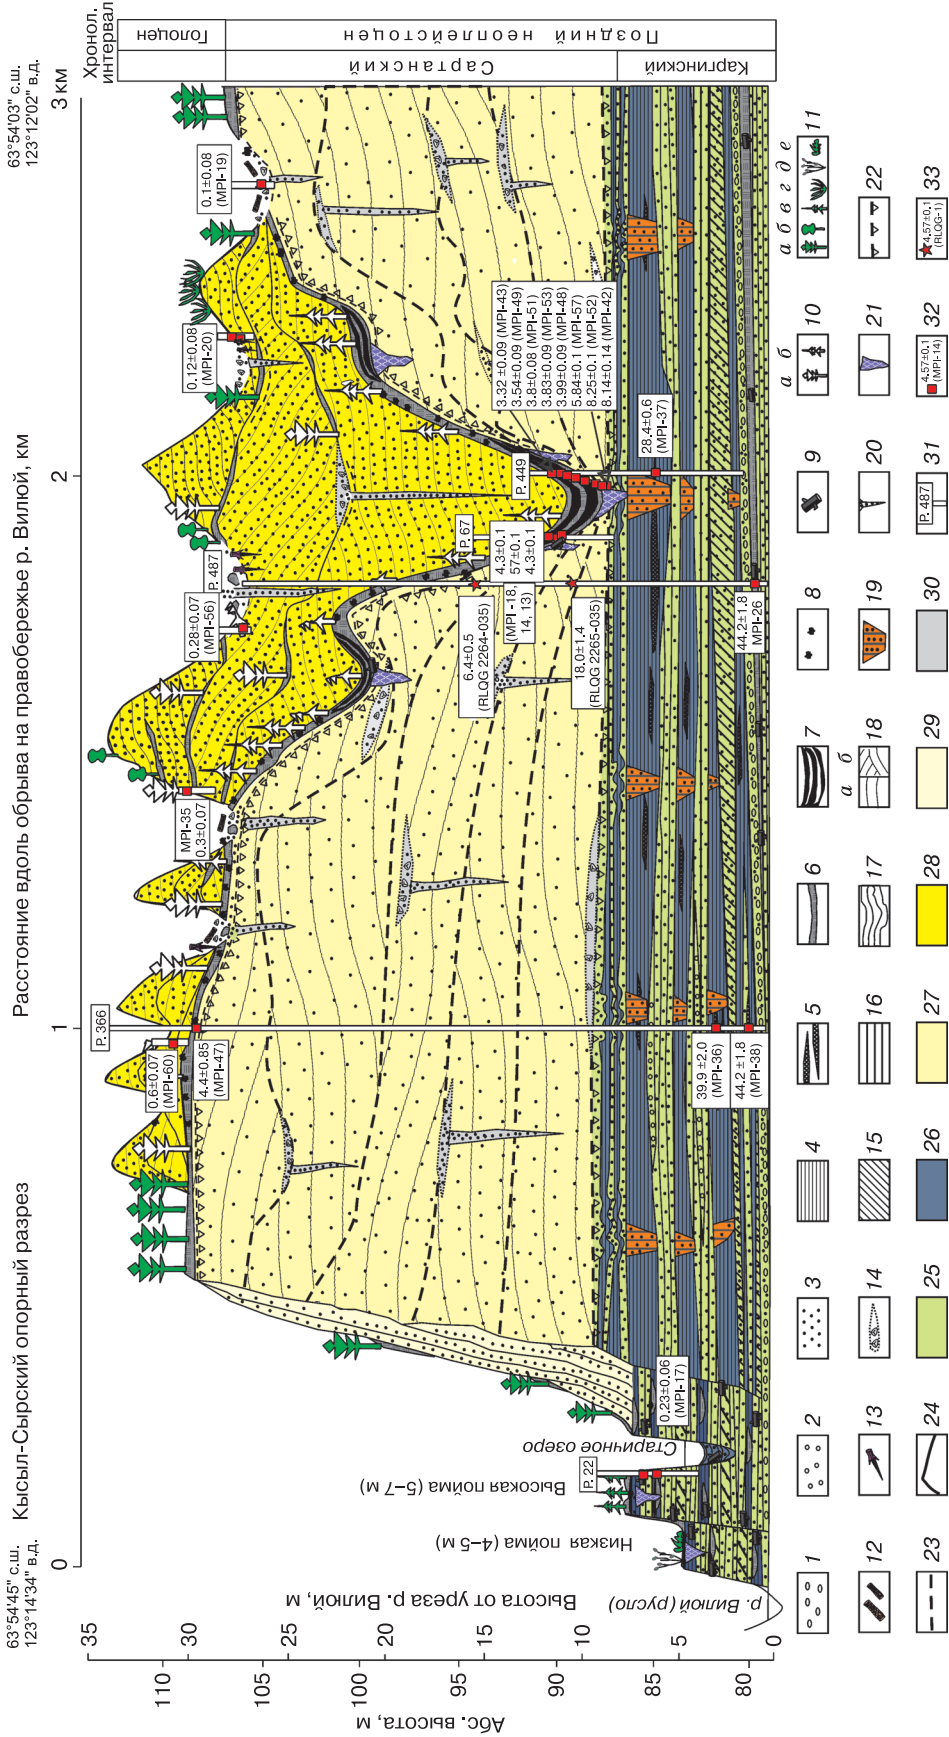 Кысыл-Сырский опорный разрез
Расстояние вдоль обрыва на правобережье р. Вилюй, км
63°54'45" с.ш.
123°14'34" в.д.
63°54'03" с.ш.
123°12'02" в.д.
0
1
2
3 км
Хронол.
интервал
Голоцен
Поздний неоплейстоцен
Сартанский
Каргинский
Абс. высота, м
110
105
100
95
90
85
80
Высота от уреза р. Вилюй, м
35
30
25
20
15
10
5
0
р. Вилюй (русло)
Низкая пойма (4–5 м)
Высокая пойма (5–7 м)
Старичное озеро
Р. 22
0.23±0.06
(MPI-17)
Р.366
0.6±0.07
(MPI-60)
4.4±0.85
(MPI-47)
39.9 ±2.0
(MPI-36)
44.2 ±1.8
(MPI-38)
MPI-35
0.3±0.07
0.28±0.07
(MPI-56)
Р. 487
6.4±0.5
(RLQG 2264-035)
18.0±1.4
(RLQG 2265-035)
(MPI-18,
14, 13)
4.3±0.1
57±0.1
4.3±0.1
Р. 67
Р. 449
44.2±1.8
MPI-26
28.4±0.6
(MPI-37)
3.32 ±0.09 (MPI-43)
3.54±0.09 (MPI-49)
3.8±0.08 (MPI-51)
3.83±0.09 (MPI-53)
3.99±0.09 (MPI-48)
5.84±0.1 (MPI-57)
8.25±0.1 (MPI-52)
8.14±0.14 (MPI-42)
0.12±0.08
(MPI-20)
0.1±0.08
(MPI-19)
1
2
3
4
5
6
7
8
9
а б
10
а б в г д е
11
12
13
14
15
16
17
а б
18
19
20
21
22
23
24
25
26
27
28
29
30
Р. 487
31
4.57±0.1
(MPI-14)
32
4.57±0.1
(RLQG-1)
33